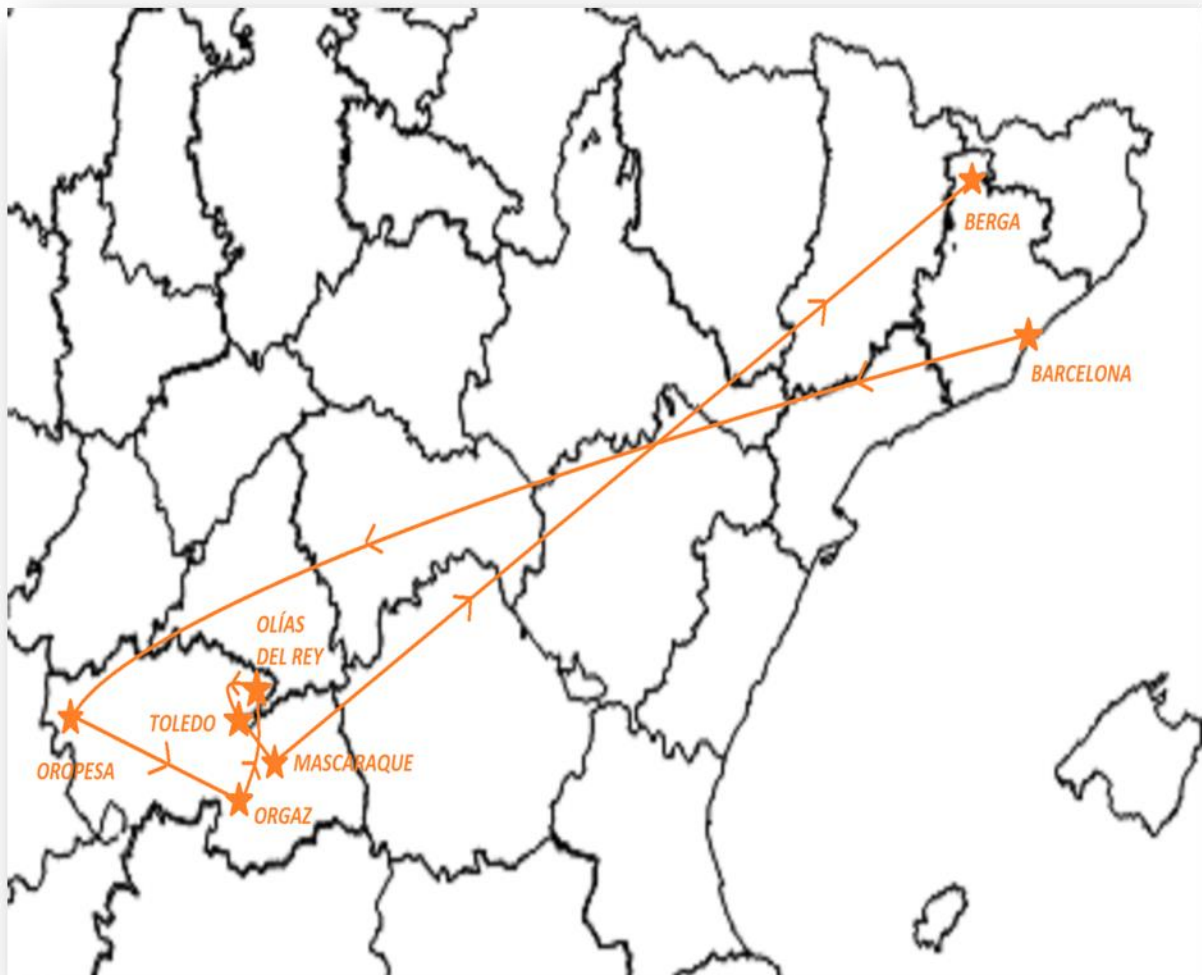 BERGA
BARCELONA
OLÍAS
DEL REY
TOLEDO
MASCARAQUE
OROPESA
ORGAZ